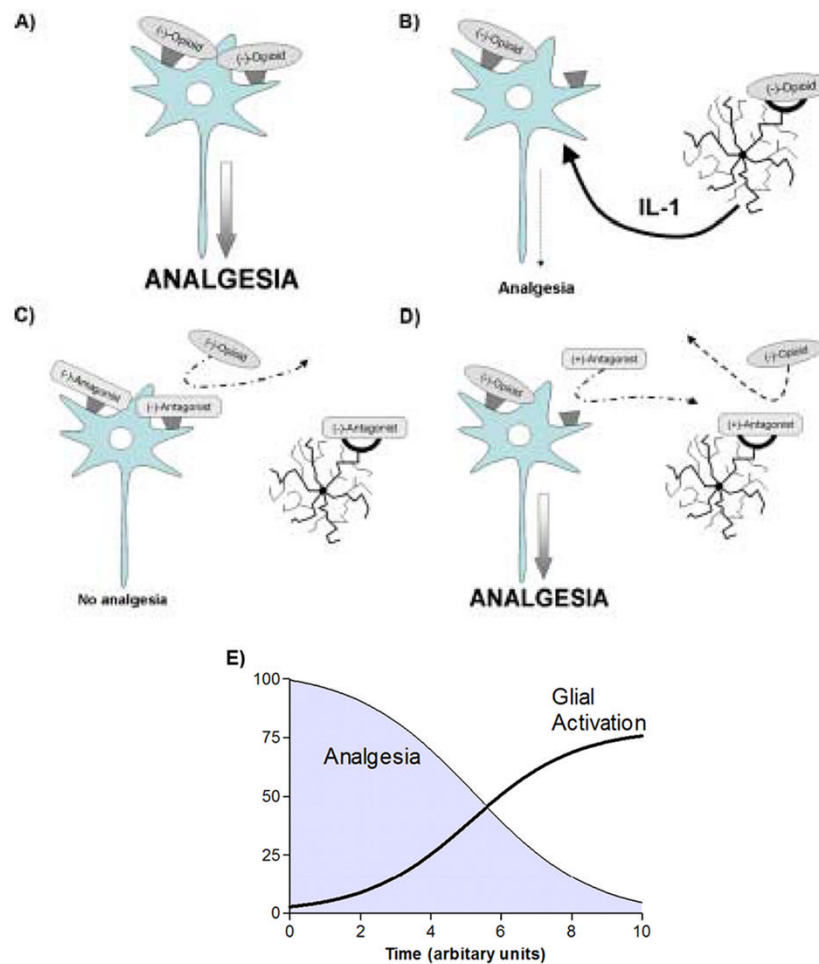 A)
(-)-Opioid
(-)-Opioid
ANALGESIA
B)
(-)-Opioid
(-)-Opioid
IL-1
Analgesia
C)
(-)-Opioid
(-)-Antagonist
(-)-Antagonist
(-)-Antagonist
No analgesia
D)
(+)-Antagonist
(-)-Opioid
(-)-Opioid
(+)-Antagonist
ANALGESIA
E)
100
75
50
25
0
Glial
Activation
Analgesia
0 2 4 6 8 10
Time (arbitary units)